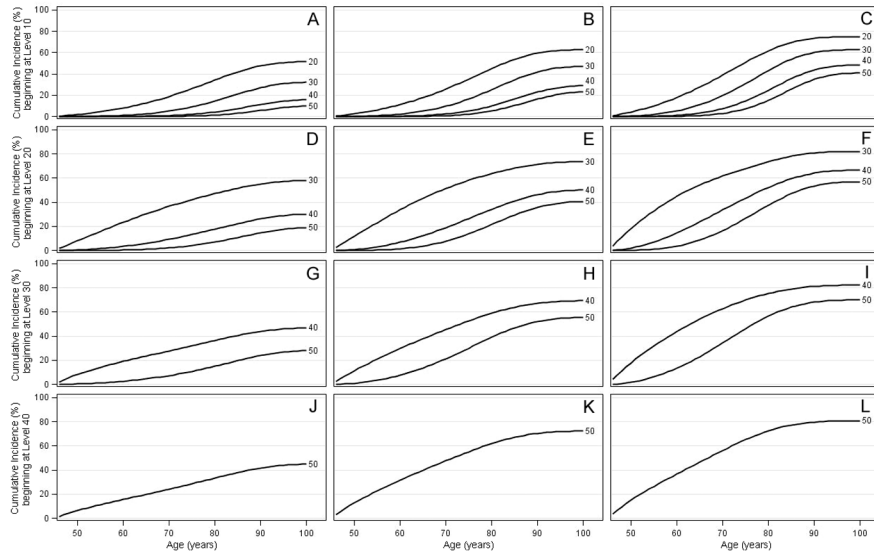 Cumulative Incidence (%)
beginning at Level 10
100
80
60
40
20
0
A
20
30
40
50
B
20
30
40
50
C
20
30
40
50
Cumulative Incidence (%)
beginning at Level 20
100
80
60
40
20
0
D
30
40
50
E
30
40
50
F
30
40
50
Cumulative Incidence (%)
beginning at Level 30
100
80
60
40
20
0
G
40
50
H
40
50
I
40
50
Cumulative Incidence (%)
beginning at Level 40
100
80
60
40
20
0
J
50
K
50
L
50
50 60 70 80 90 100
Age (years)
50 60 70 80 90 100
Age (years)
50 60 70 80 90 100
Age (years)